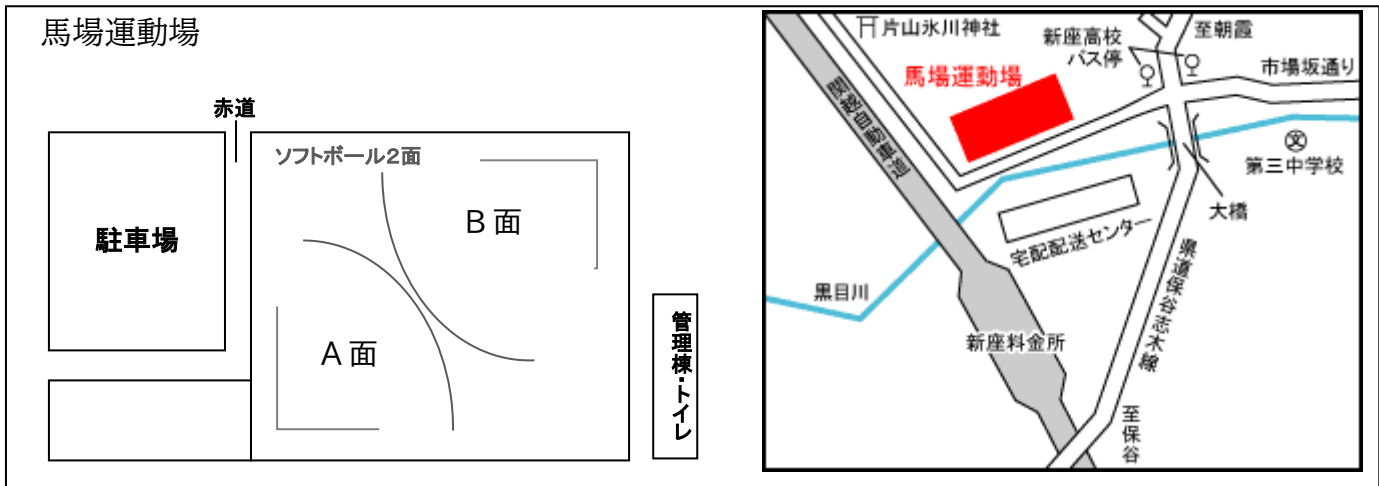 馬場運動場
赤道
ソフトボール2面
B面
駐車場
A面
管理棟・トイレ
片山氷川神社
新座高校
バス停
至朝霞
市場坂通り
馬場運動場
関越自動車道
第三中学校
大橋
宅配配送センター
県道保谷志木線
黒目川
新座料金所
至保谷